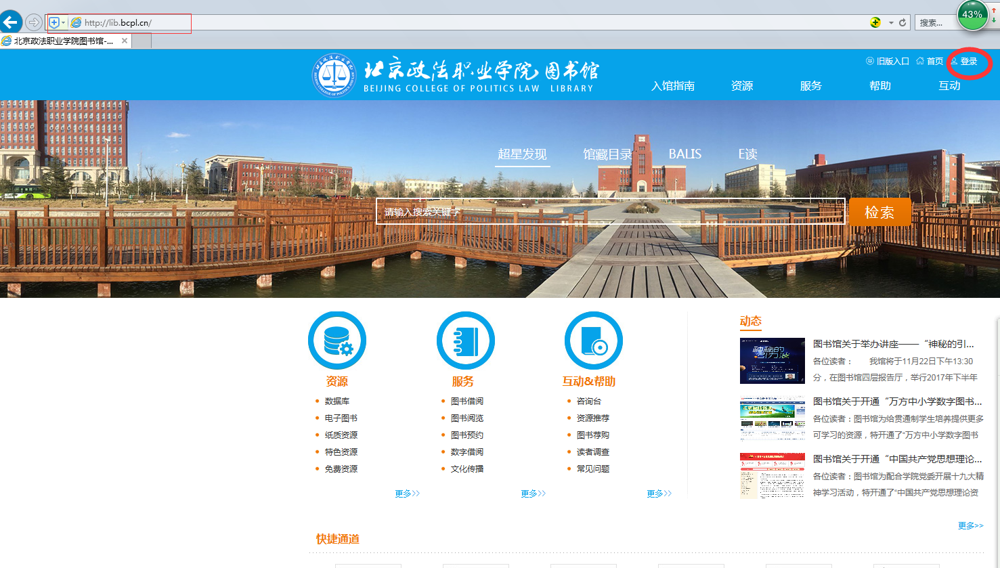 http://lib.bcpl.cn/
搜索...
43%
北京政法职业学院图书馆-...
旧版入口 首页 登录
北京政法职业学院图书馆
BEIJING COLLEGE OF POLITICS LAW LIBRARY
入馆指南 资源 服务 帮助 互动
超星发现 馆藏目录 BALIS E读
请输入搜索关键字 检索
资源
数据库
电子图书
纸质资源
特色资源
免费资源
更多>>
服务
图书借阅
图书阅览
图书预约
数字借阅
文化传播
更多>>
互动&帮助
咨询台
资源推荐
图书荐购
读者调查
常见问题
更多>>
动态
神秘的
引力波
图书馆关于举办讲座——“神秘的引...
各位读者： 我馆将于11月22日下午13:30
分，在图书馆四层报告厅，举行2017年下半年
图书馆关于开通“万方中小学数字图书...
各位读者：图书馆为给贯通制学生培养提供更多
可学习的资源，特开通了“万方中小学数字图书
图书馆关于开通“中国共产党思想理论...
各位读者：图书馆为配合学院党委开展十九大精
神学习活动，特开通了“中国共产党思想理论资
更多>>
快捷通道